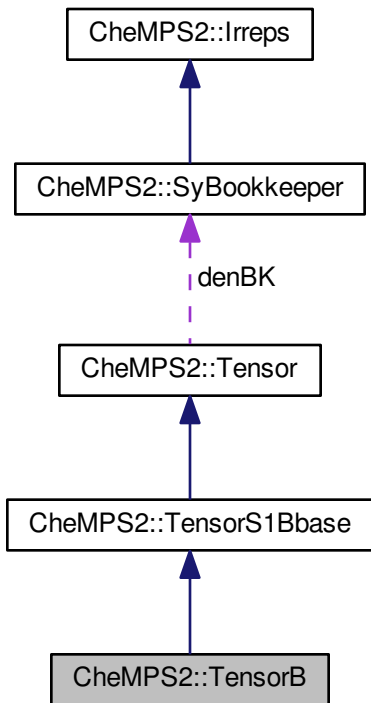 CheMPS2::Irreps
CheMPS2::SyBookkeeper
denBK
CheMPS2::Tensor
CheMPS2::TensorS1Bbase
CheMPS2::TensorB